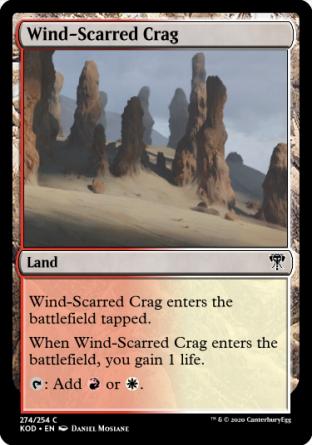 Wind-Scarred Crag
Land
Wind-Scarred Crag enters the
battlefield tapped.
When Wind-Scarred Crag enters the
battlefield, you gain 1 life.
: Add or .
274/254 C
KOD • EN Daniel Mosiane
™ & © 2020 CanterburyEgg